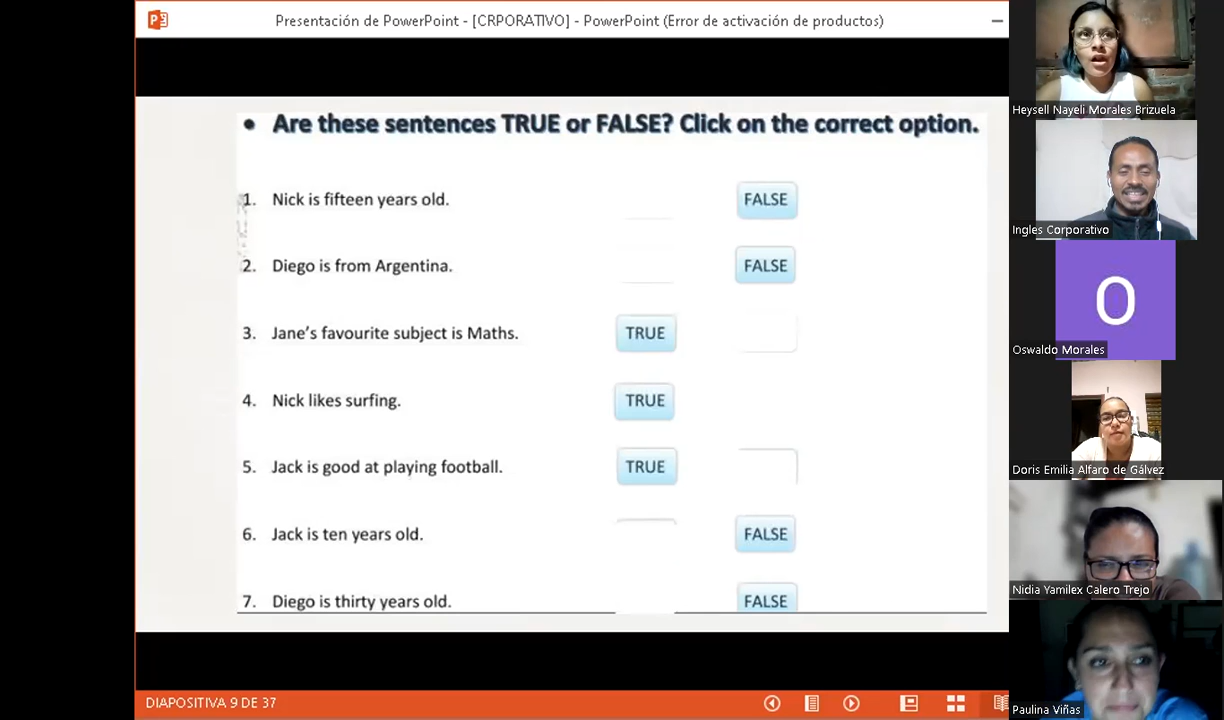 Presentación de PowerPoint - [CRPORATIVO] - PowerPoint (Error de activación de productos)
• Are these sentences TRUE or FALSE? Click on the correct option.
1. Nick is fifteen years old. FALSE
2. Diego is from Argentina. FALSE
3. Jane's favourite subject is Maths. TRUE
4. Nick likes surfing. TRUE
5. Jack is good at playing football. TRUE
6. Jack is ten years old. FALSE
7. Diego is thirty years old. FALSE
DIAPOSITIVA 9 DE 37
Heysell Nayeli Morales Brizuela
Ingles Corporativo
O
Oswaldo Morales
Doris Emilia Alfaro de Gálvez
Nidia Yamilex Calero Trejo
Paulina Viñas